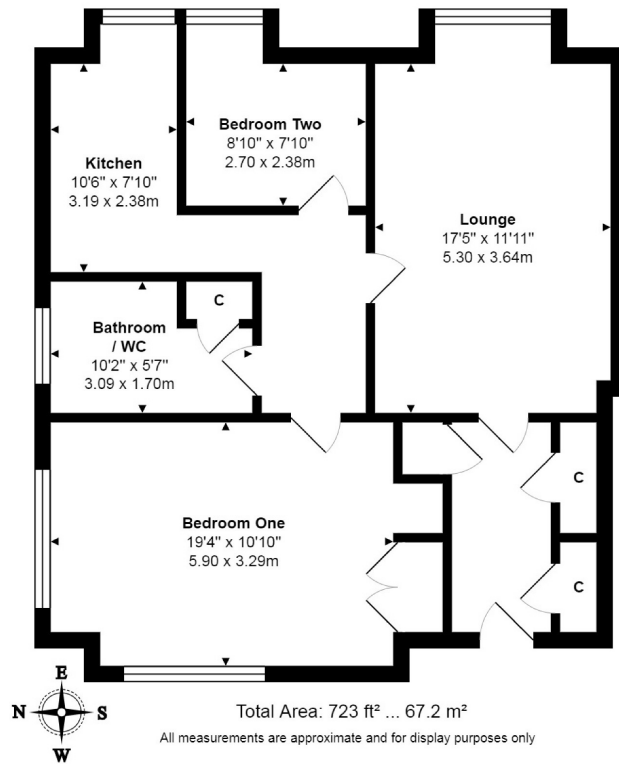 Bedroom Two
8'10" x 7'10"
2.70 x 2.38m
Kitchen
10'6" x 7'10"
3.19 x 2.38m
Lounge
17'5" x 11'11"
5.30 x 3.64m
C
Bathroom
/ WC
10'2" x 5'7"
3.09 x 1.70m
C
Bedroom One
19'4" x 10'10"
5.90 x 3.29m
C
E
N S
W
Total Area: 723 ft² ... 67.2 m²
All measurements are approximate and for display purposes only